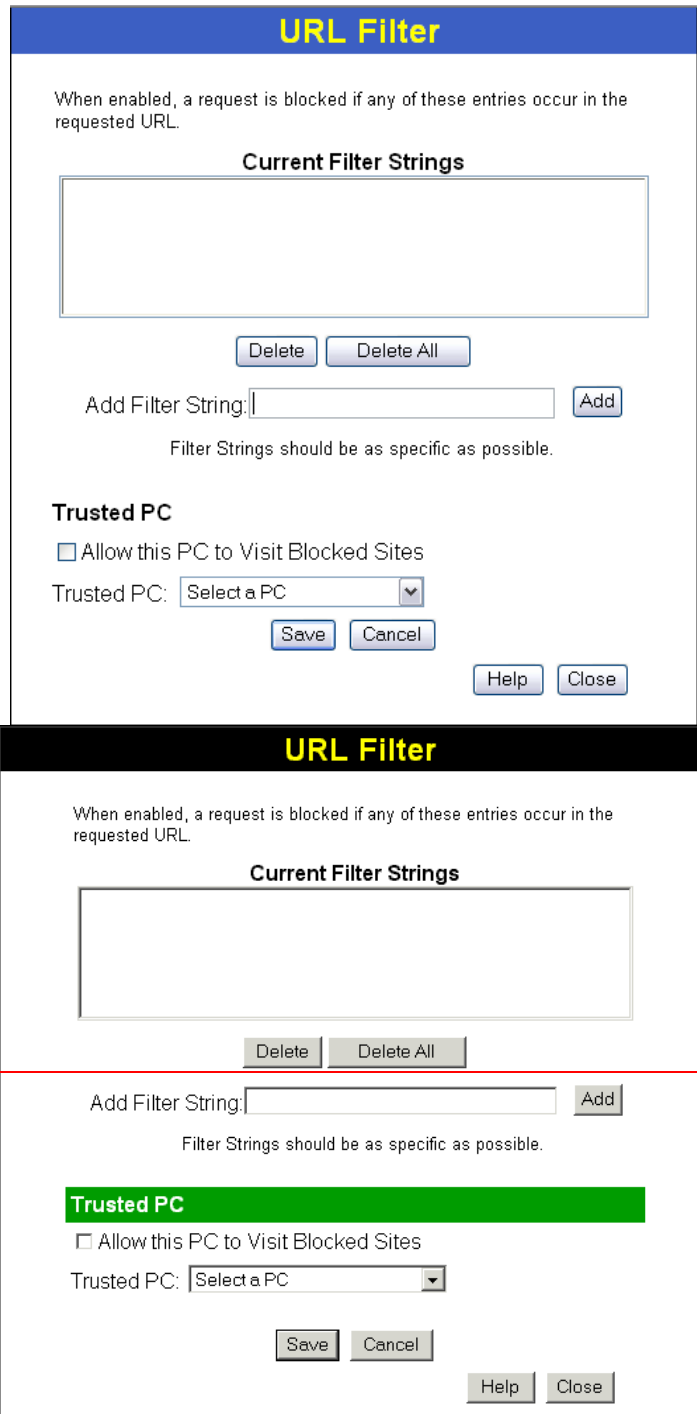 URL Filter
When enabled, a request is blocked if any of these entries occur in the
requested URL.
Current Filter Strings
Delete Delete All
Add Filter String: Add
Filter Strings should be as specific as possible.
Trusted PC
Allow this PC to Visit Blocked Sites
Trusted PC: Select a PC
Save Cancel
Help Close
URL Filter
When enabled, a request is blocked if any of these entries occur in the
requested URL.
Current Filter Strings
Delete Delete All
Add Filter String: Add
Filter Strings should be as specific as possible.
Trusted PC
Allow this PC to Visit Blocked Sites
Trusted PC: Select a PC
Save Cancel
Help Close